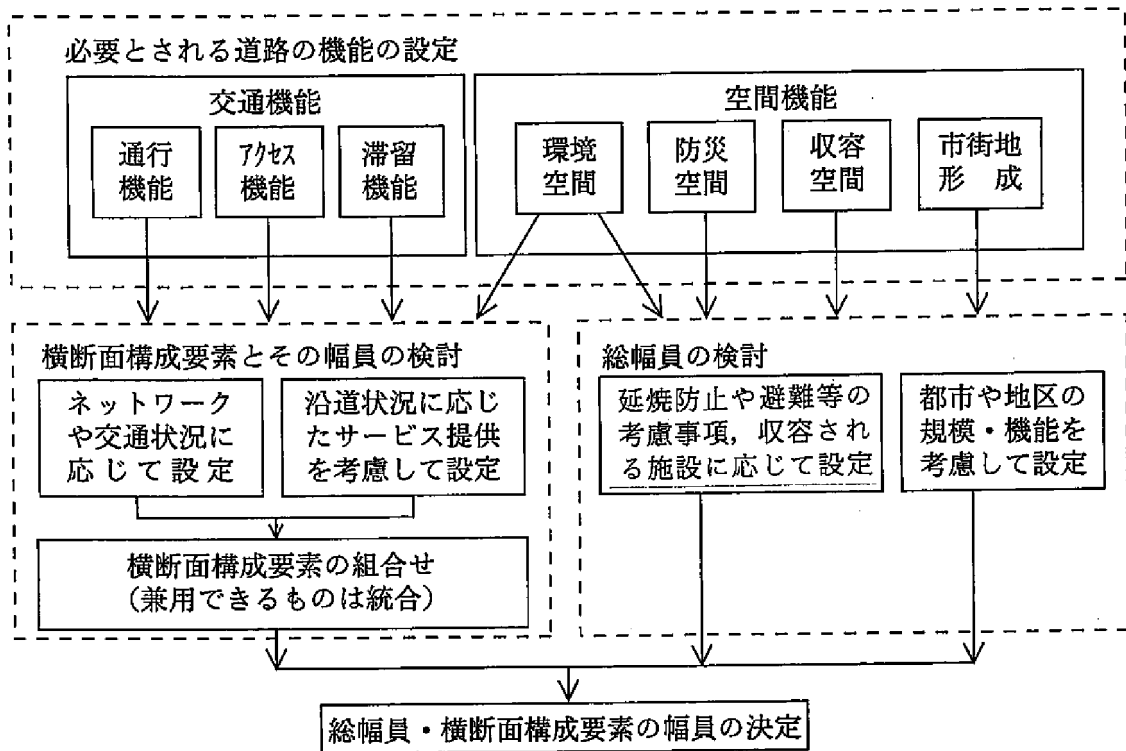 必要とされる道路の機能の設定
交通機能
空間機能
通行
機能
アクセス
機能
滞留
機能
環境
空間
防災
空間
収容
空間
市街地
形成
横断面構成要素とその幅員の検討
ネットワーク
や交通状況に
応じて設定
沿道状況に応じ
たサービス提供
を考慮して設定
横断面構成要素の組合せ
(兼用できるものは統合)
総幅員の検討
延焼防止や避難等の
考慮事項,収容され
る施設に応じて設定
都市や地区の
規模・機能を
考慮して設定
総幅員・横断面構成要素の幅員の決定